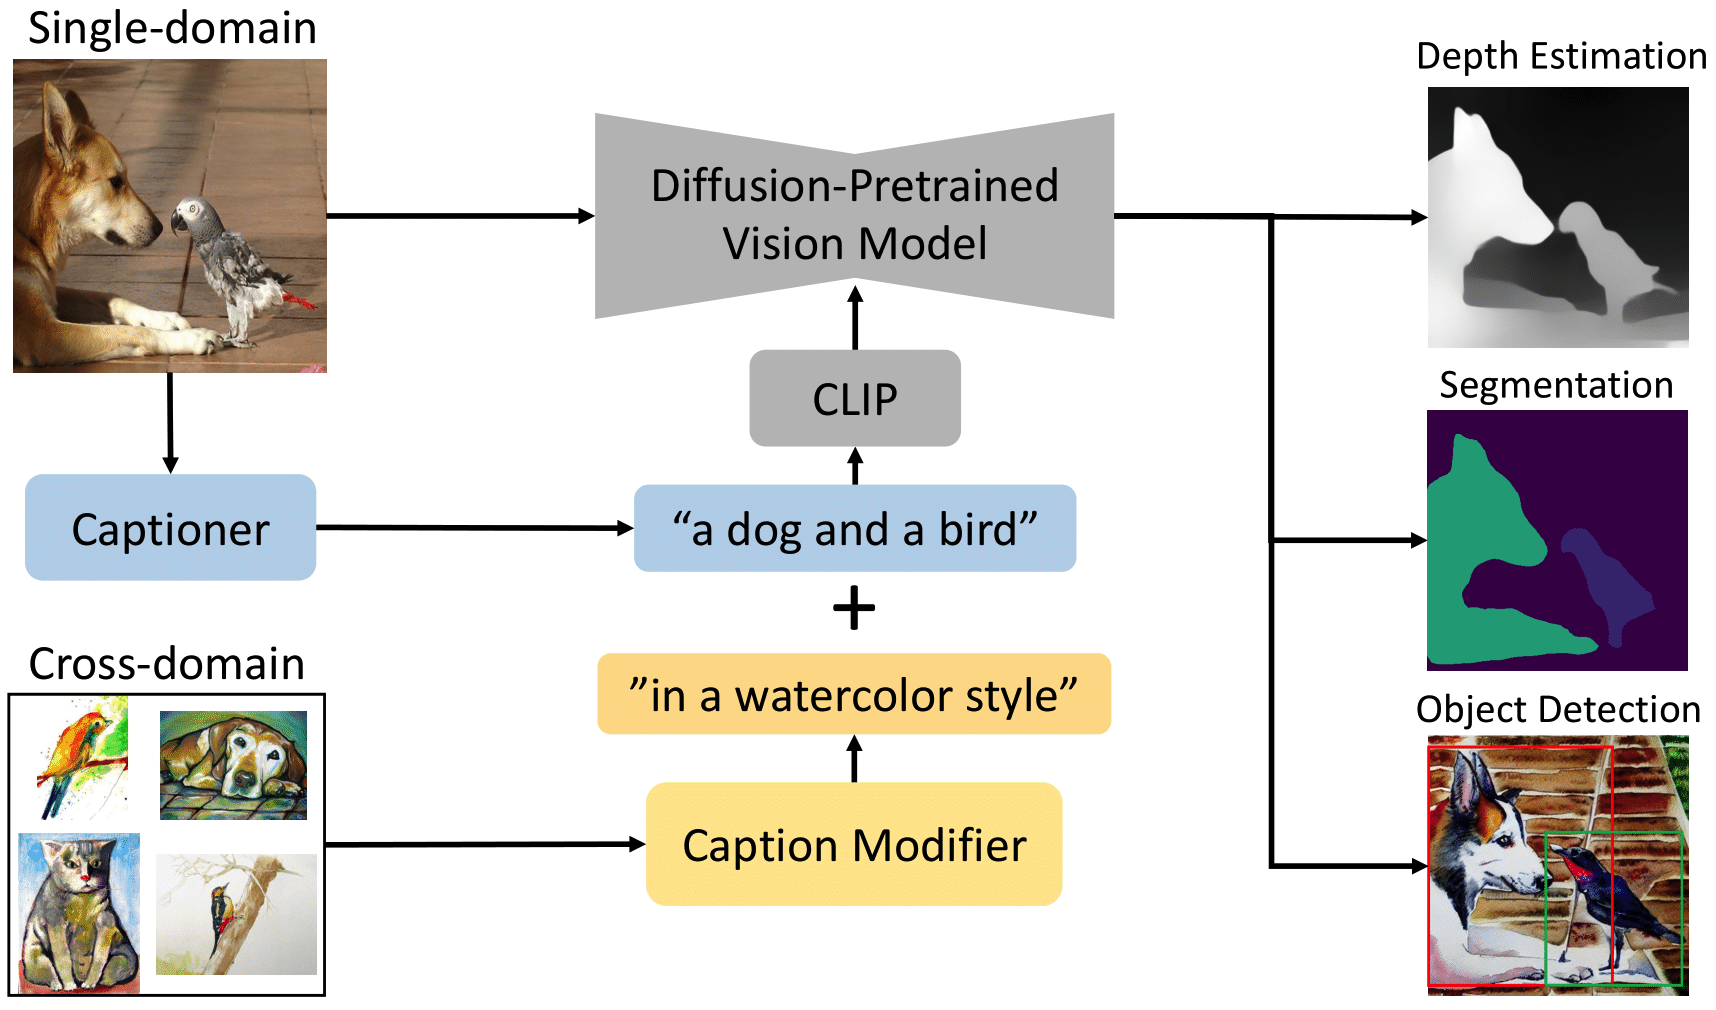 Single-domain
Depth Estimation
Diffusion-Pretrained
Vision Model
CLIP
Segmentation
Captioner
“a dog and a bird”
+
Cross-domain
”in a watercolor style”
Object Detection
Caption Modifier